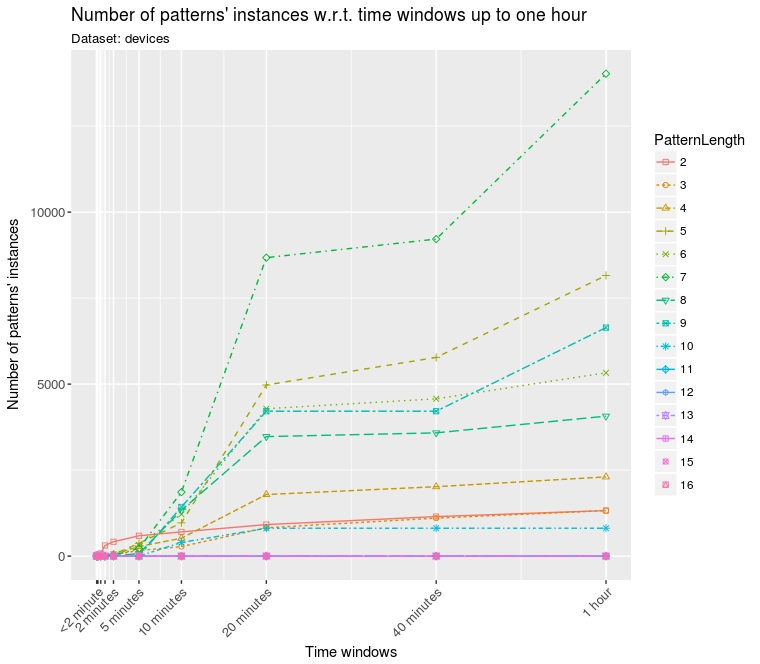 Number of patterns' instances w.r.t. time windows up to one hour
Dataset: devices
Number of patterns' instances
10000
5000
0
<2 minute
2 minutes
5 minutes
10 minutes
20 minutes
40 minutes
1 hour
Time windows
PatternLength
2
3
4
5
6
7
8
9
10
11
12
13
14
15
16